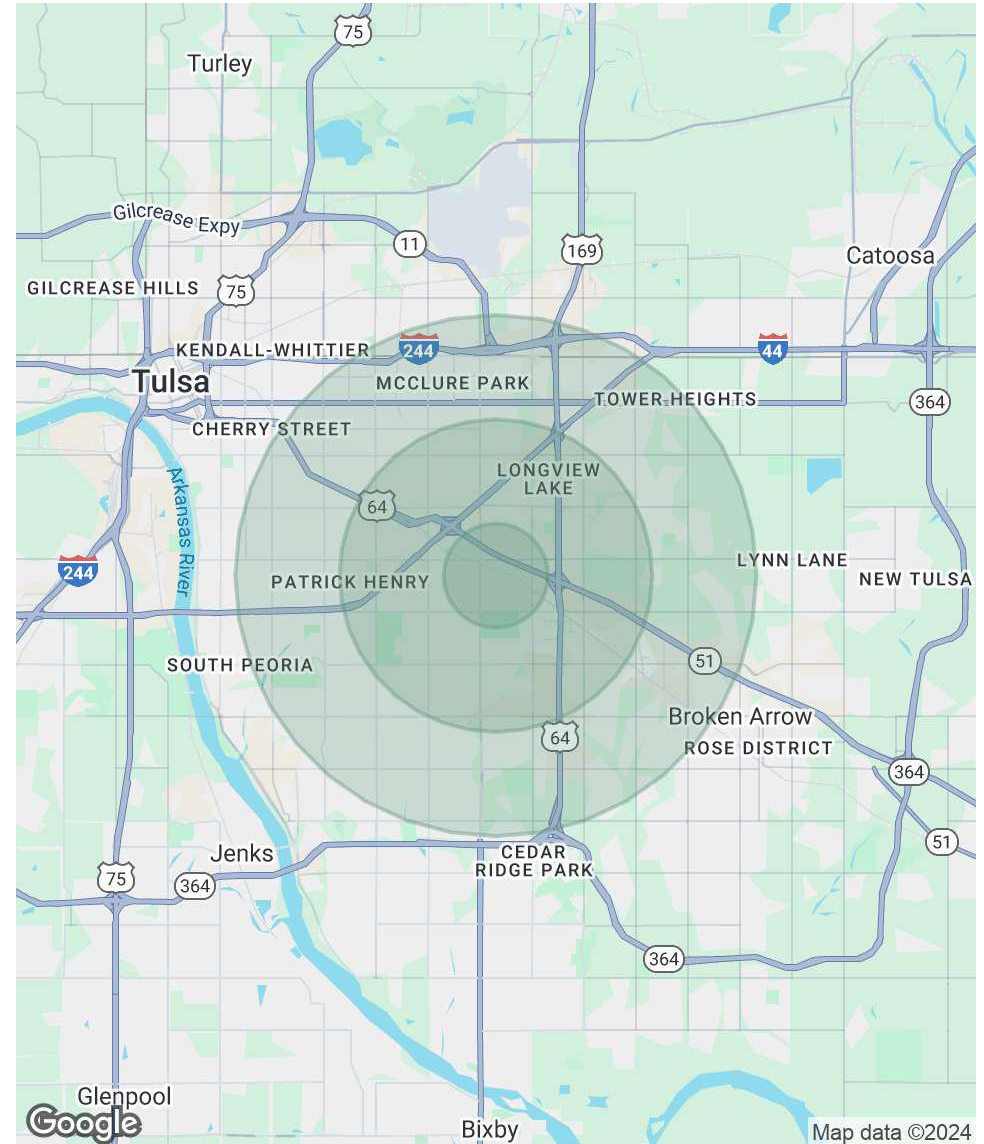 75
Turley
Gilcrease Expy
11
169
Catoosa
GILCREASE HILLS
75
KENDALL-WHITTIER
244
44
Tulsa
MCCLURE PARK
TOWER HEIGHTS
364
CHERRY STREET
LONGVIEW
LAKE
64
Arkansas River
244
PATRICK HENRY
LYNN LANE
NEW TULSA
SOUTH PEORIA
51
Broken Arrow
64
ROSE DISTRICT
364
51
Jenks
CEDAR
RIDGE PARK
75
364
364
Glenpool
Google
Bixby
Map data ©2024